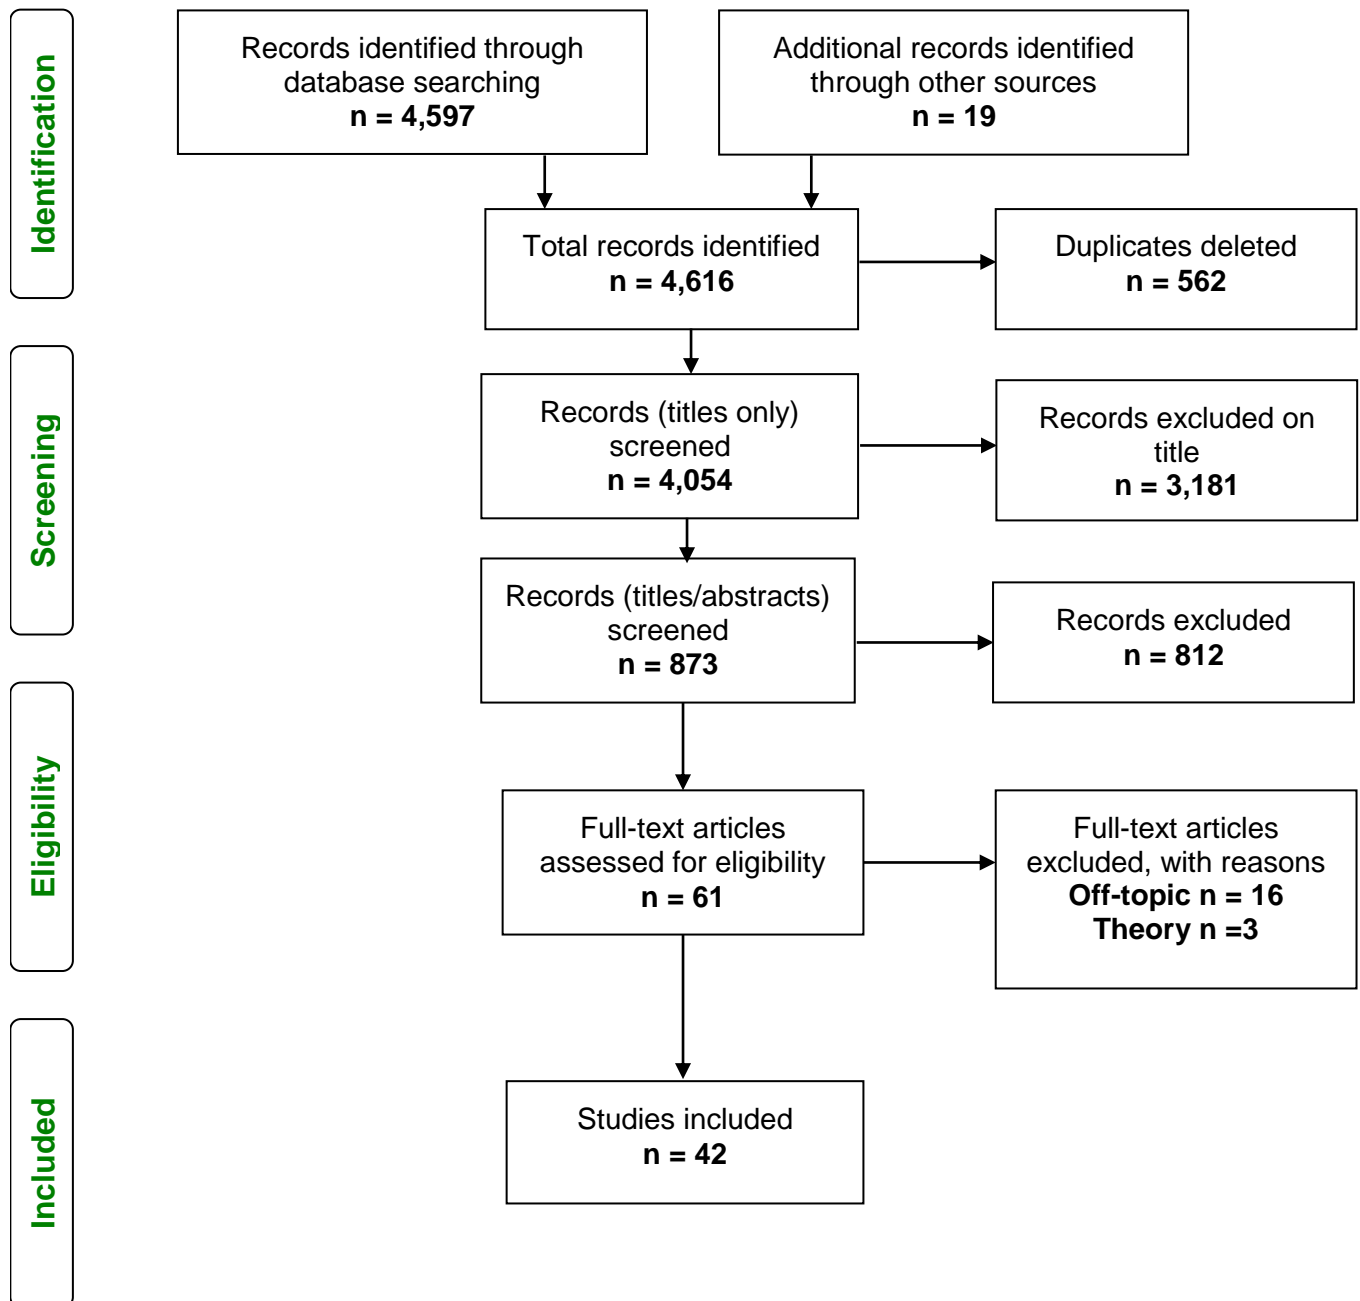 Identification
Records identified through
database searching
n = 4,597
Additional records identified
through other sources
n = 19
Total records identified
n = 4,616
Duplicates deleted
n = 562
Screening
Records (titles only)
screened
n = 4,054
Records excluded on
title
n = 3,181
Records (titles/abstracts)
screened
n = 873
Records excluded
n = 812
Eligibility
Full-text articles
assessed for eligibility
n = 61
Full-text articles
excluded, with reasons
Off-topic n = 16
Theory n =3
Included
Studies included
n = 42